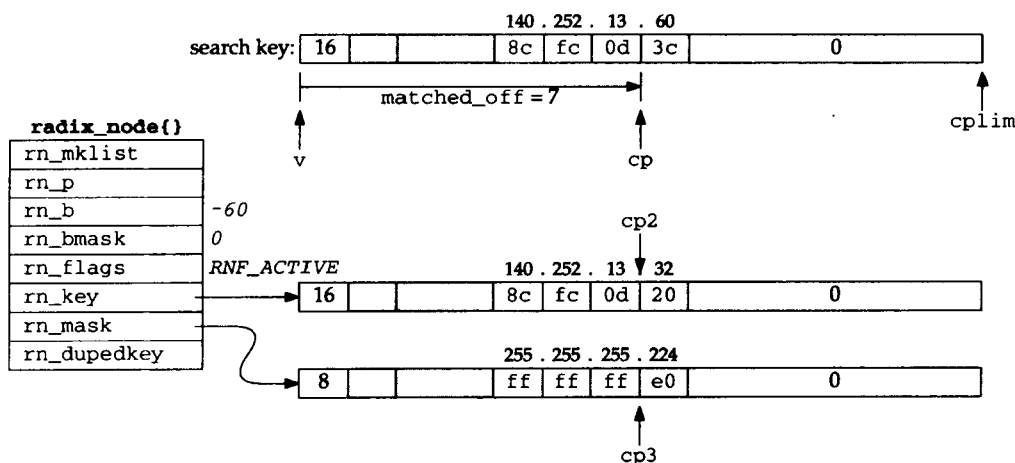 140 . 252 . 13 . 60
search key: 16 8c fc 0d 3c 0
matched_off = 7
v cp cplim
radix_node{}
rn_mklist
rn_p
rn_b -60
rn_bmask 0
rn_flags RNF_ACTIVE
rn_key
rn_mask
rn_dupedkey
cp2
140 . 252 . 13 32
16 8c fc 0d 20 0
255 . 255 . 255 . 224
8 ff ff ff e0 0
cp3